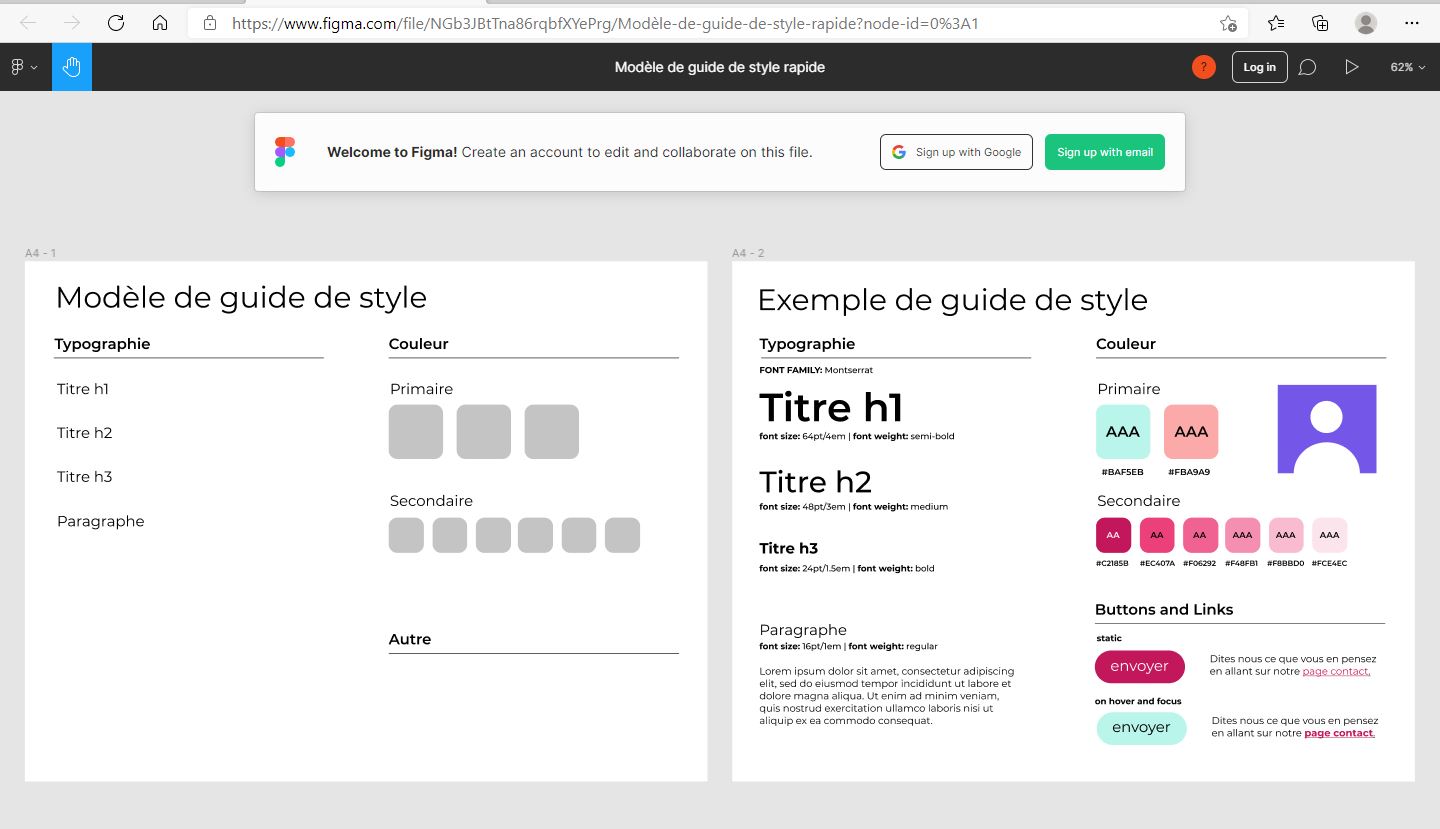 https://www.figma.com/file/NGb3JBtTna86rqbfXYePrg/Modèle-de-guide-de-style-rapide?node-id=0%3A1
Modèle de guide de style rapide
?
Log in
62%
Welcome to Figma! Create an account to edit and collaborate on this file.
Sign up with Google
Sign up with email
A4 - 1
Modèle de guide de style
Typographie
Titre h1
Titre h2
Titre h3
Paragraphe
Couleur
Primaire
Secondaire
Autre
A4 - 2
Exemple de guide de style
Typographie
FONT FAMILY: Montserrat
Titre h1
font size: 64pt/4em | font weight: semi-bold
Titre h2
font size: 48pt/3em | font weight: medium
Titre h3
font size: 24pt/1.5em | font weight: bold
Paragraphe
font size: 16pt/1em | font weight: regular
Lorem ipsum dolor sit amet, consectetur adipiscing
elit, sed do eiusmod tempor incididunt ut labore et
dolore magna aliqua. Ut enim ad minim veniam,
quis nostrud exercitation ullamco laboris nisi ut
aliquip ex ea commodo consequat.
Couleur
Primaire
AAA AAA
#BAF5EB #FBA9A9
Secondaire
AA AA AA AAA AAA AAA
#C2185B #EC407A #F06292 #F48FB1 #F8BBD0 #FCE4EC
Buttons and Links
static
envoyer
Dites nous ce que vous en pensez
en allant sur notre page contact.
on hover and focus
envoyer
Dites nous ce que vous en pensez
en allant sur notre page contact.